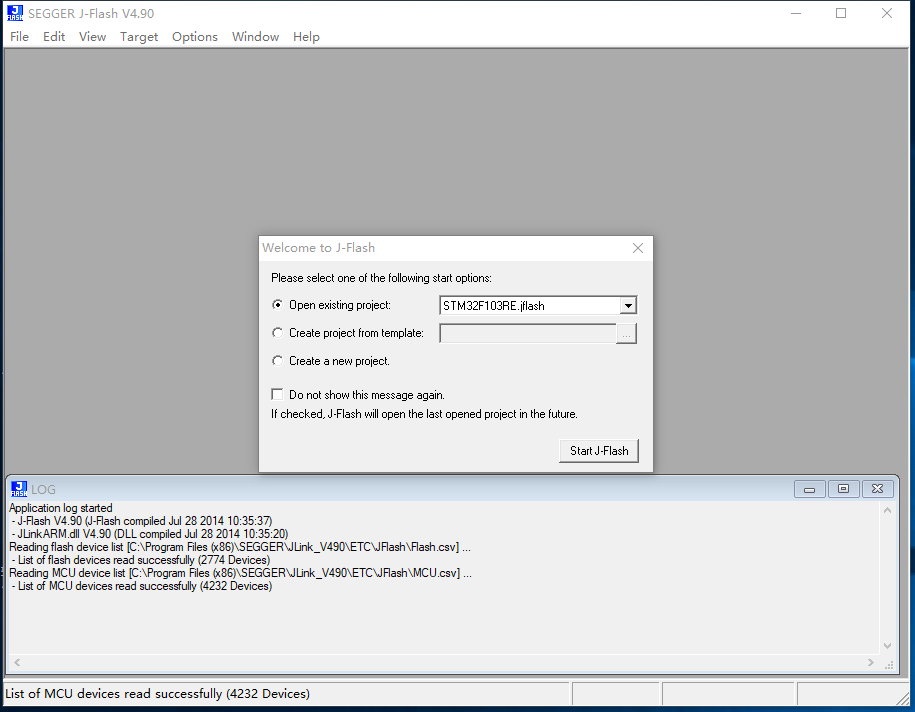 SEGGER J-Flash V4.90
File Edit View Target Options Window Help
Welcome to J-Flash
Please select one of the following start options:
Open existing project: STM32F103RE.jflash
Create project from template: ...
Create a new project.
Do not show this message again.
If checked, J-Flash will open the last opened project in the future.
Start J-Flash
LOG
Application log started
- J-Flash V4.90 (J-Flash compiled Jul 28 2014 10:35:37)
- JLinkARM.dll V4.90 (DLL compiled Jul 28 2014 10:35:20)
Reading flash device list [C:\Program Files (x86)\SEGGER\JLink_V490\ETC\JFlash\Flash.csv] ...
- List of flash devices read successfully (2774 Devices)
Reading MCU device list [C:\Program Files (x86)\SEGGER\JLink_V490\ETC\JFlash\MCU.csv] ...
- List of MCU devices read successfully (4232 Devices)
List of MCU devices read successfully (4232 Devices)